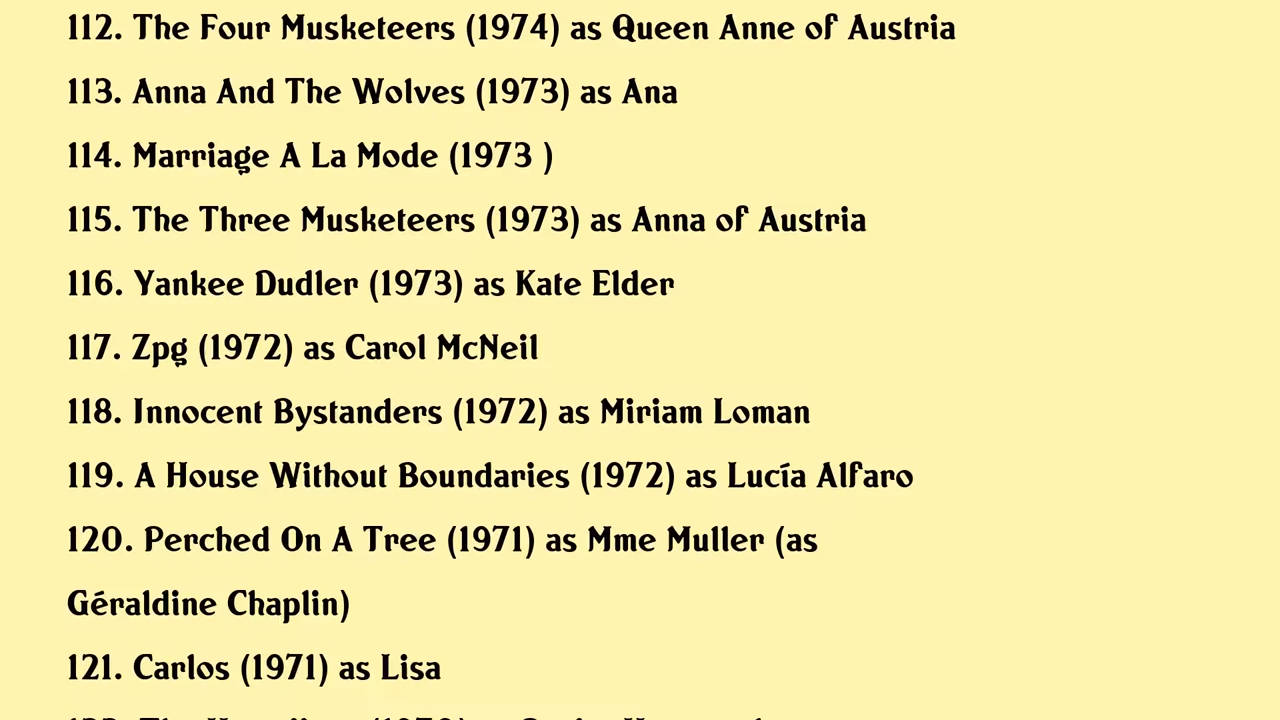 112. The Four Musketeers (1974) as Queen Anne of Austria
113. Anna And The Wolves (1973) as Ana
114. Marriage A La Mode (1973 )
115. The Three Musketeers (1973) as Anna of Austria
116. Yankee Dudler (1973) as Kate Elder
117. Zpg (1972) as Carol McNeil
118. Innocent Bystanders (1972) as Miriam Loman
119. A House Without Boundaries (1972) as Lucía Alfaro
120. Perched On A Tree (1971) as Mme Muller (as
Géraldine Chaplin)
121. Carlos (1971) as Lisa